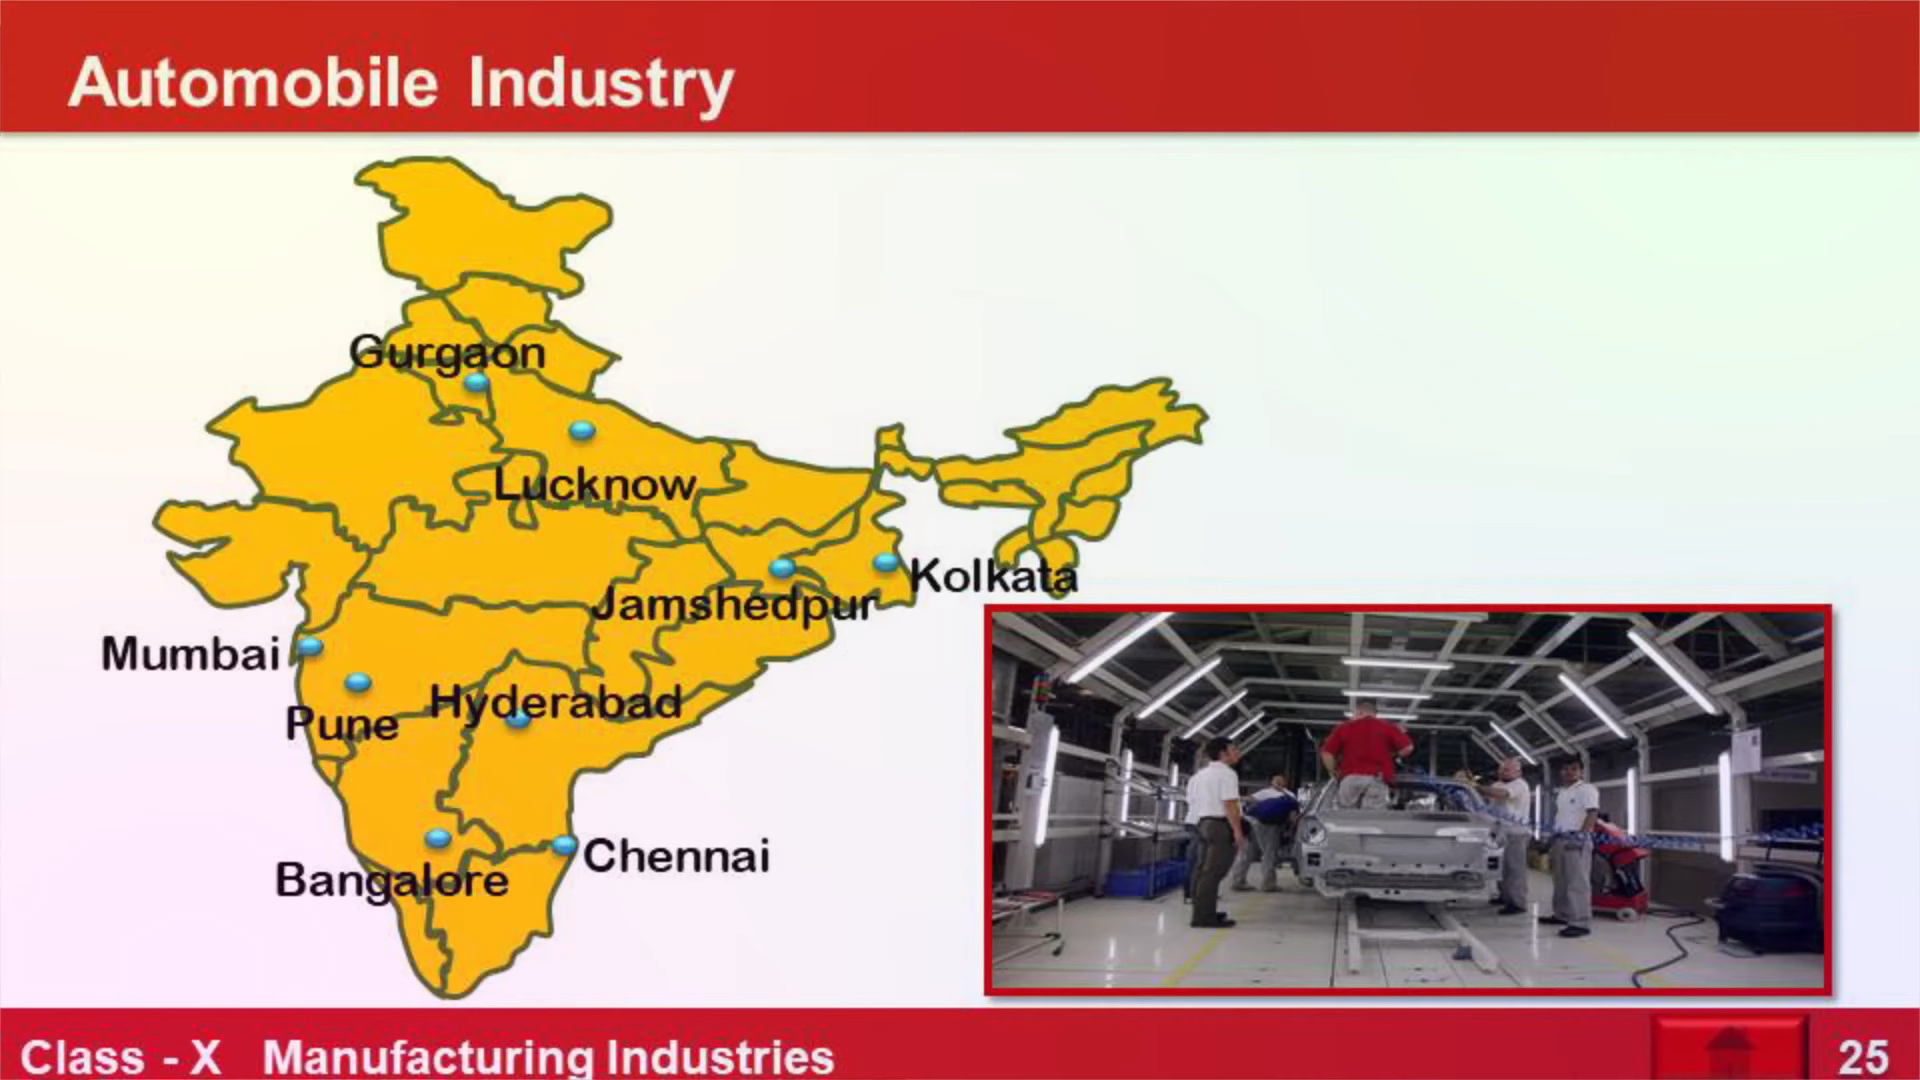 Automobile Industry
Gurgaon
Lucknow
Kolkata
Jamshedpur
Mumbai
Hyderabad
Pune
Chennai
Bangalore
Class - X Manufacturing Industries
25